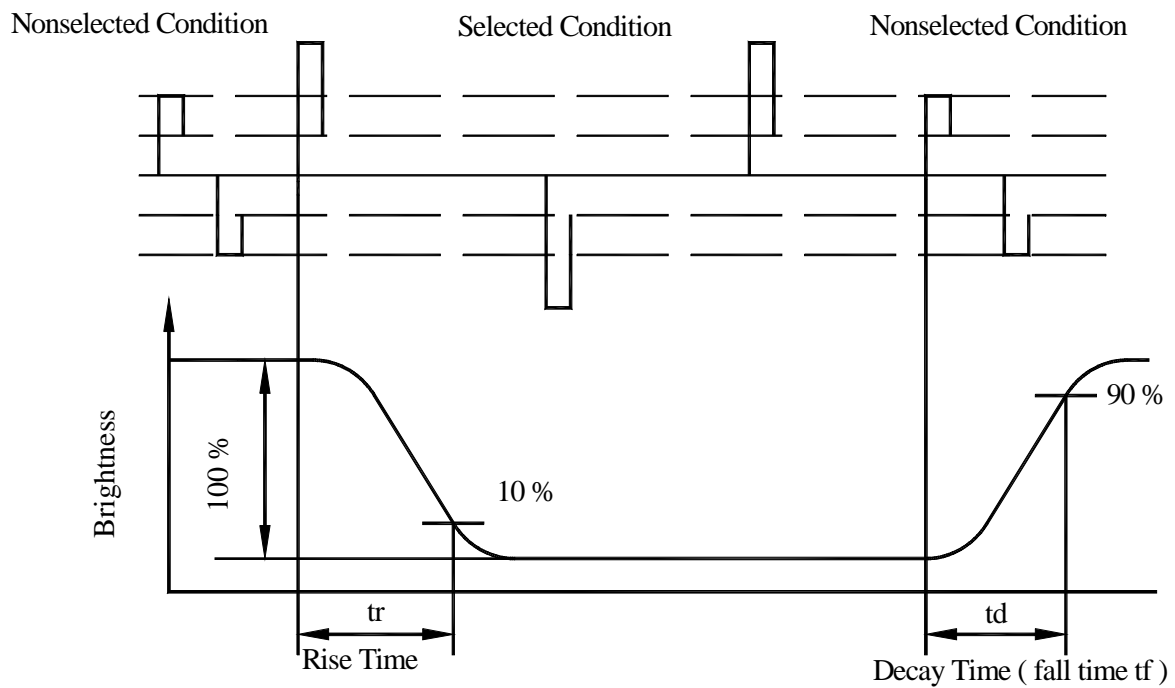 Nonselected Condition
Selected Condition
Nonselected Condition
Brightness
100 %
10 %
90 %
tr
Rise Time
td
Decay Time ( fall time tf )